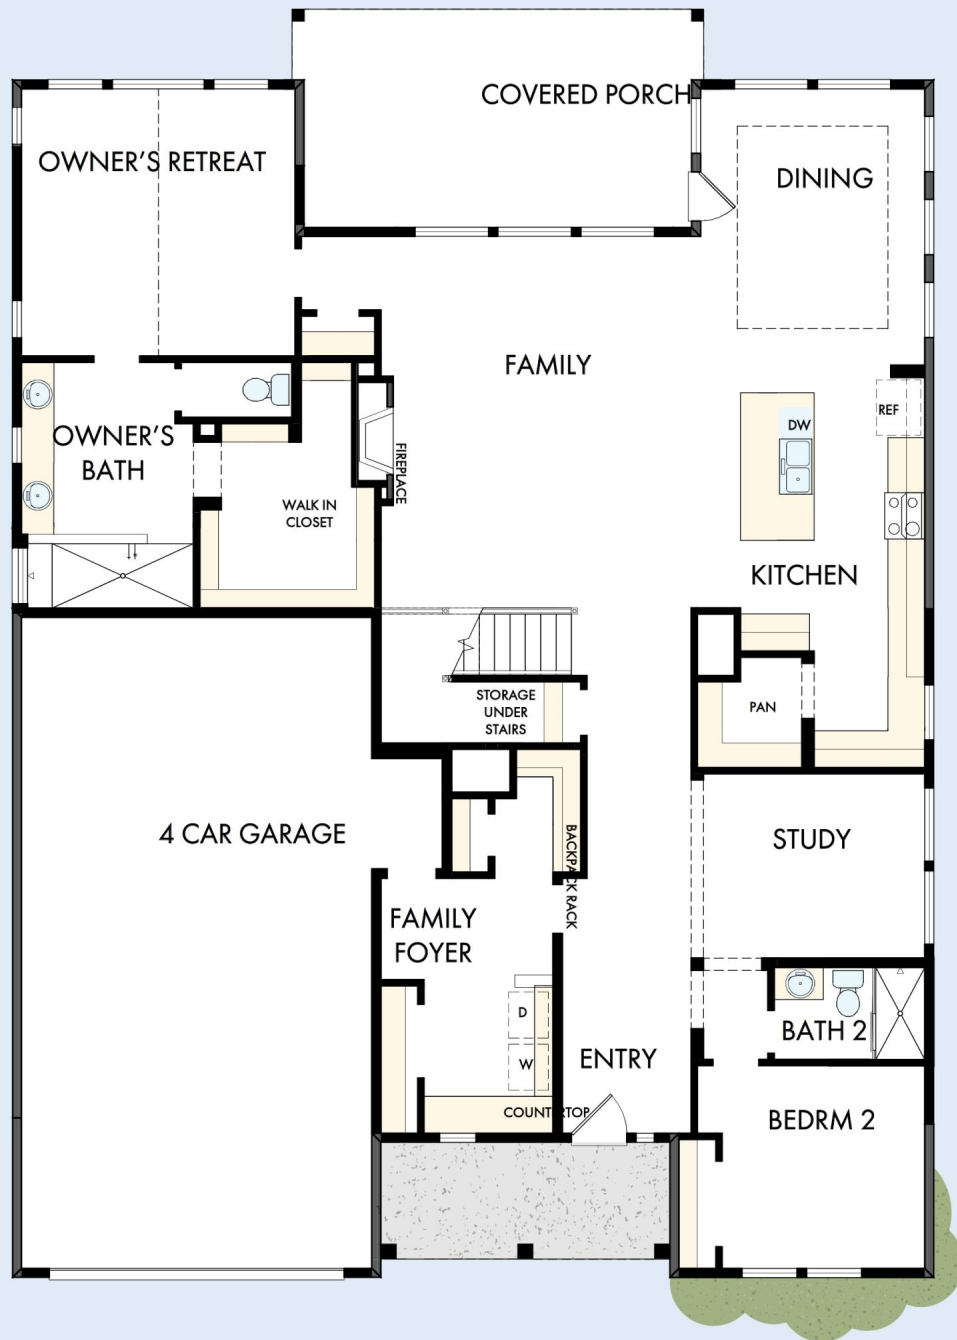 COVERED PORCH
OWNER'S RETREAT
DINING
FAMILY
REF
DW
OWNER'S
BATH
FIREPLACE
WALK IN
CLOSET
KITCHEN
STORAGE
UNDER
STAIRS
PAN
4 CAR GARAGE
STUDY
BACKPACK RACK
FAMILY
FOYER
D
W
BATH 2
ENTRY
COUNTERTOP
BEDRM 2